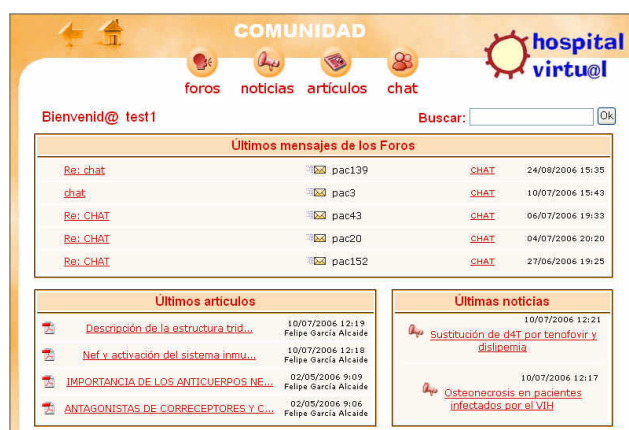 COMUNIDAD
hospital
virtu@l
foros noticias artículos chat
Bienvenid@ test1 Buscar: Ok
Últimos mensajes de los Foros
Re: chat pac139 CHAT 24/08/2006 15:35
chat pac3 CHAT 10/07/2006 15:43
Re: CHAT pac43 CHAT 06/07/2006 19:33
Re: CHAT pac20 CHAT 04/07/2006 20:20
Re: CHAT pac152 CHAT 27/06/2006 19:25
Últimos artículos
Descripción de la estructura trid... 10/07/2006 12:19
Felipe García Alcaide
Nef y activación del sistema inmu... 10/07/2006 12:18
Felipe García Alcaide
IMPORTANCIA DE LOS ANTICUERPOS NE... 02/05/2006 9:09
Felipe García Alcaide
ANTAGONISTAS DE CORRECEPTORES Y C... 02/05/2006 9:06
Felipe García Alcaide
Últimas noticias
10/07/2006 12:21
Sustitución de d4T por tenofovir y
dislipemia
10/07/2006 12:17
Osteonecrosis en pacientes
infectados por el VIH